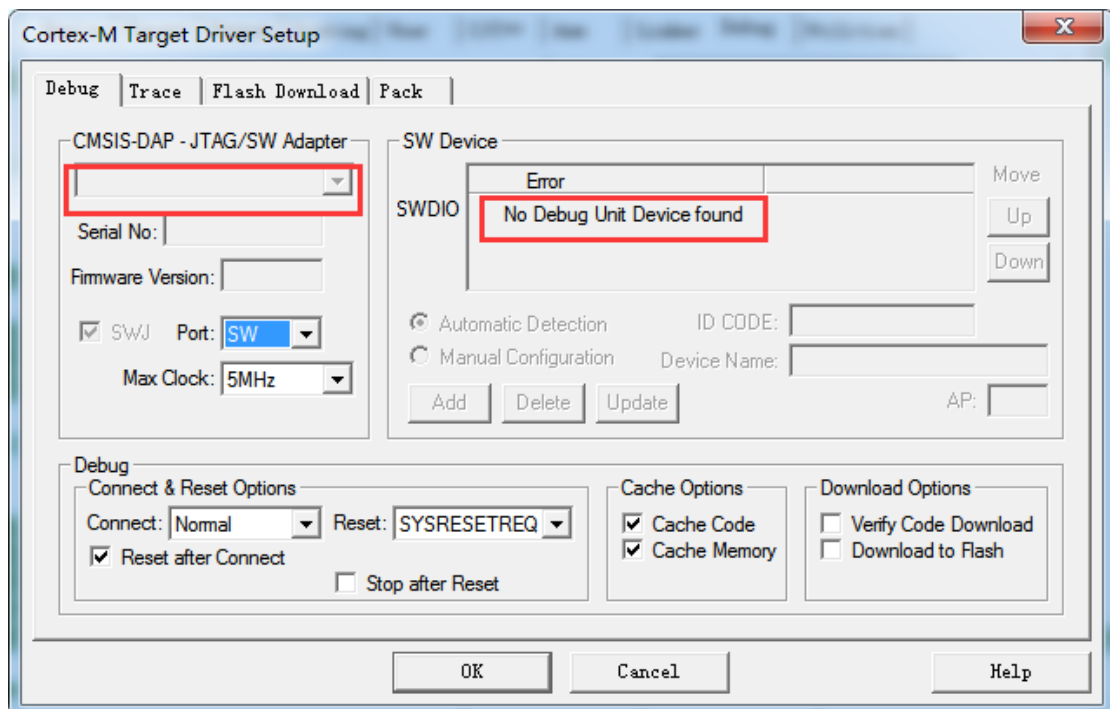 Cortex-M Target Driver Setup
Debug Trace Flash Download Pack
CMSIS-DAP - JTAG/SW Adapter
Serial No:
Firmware Version:
SWJ Port: SW
Max Clock: 5MHz
SW Device
Error
SWDIO No Debug Unit Device found
Move
Up
Down
Automatic Detection ID CODE:
Manual Configuration Device Name:
Add Delete Update AP:
Debug
Connect & Reset Options
Connect: Normal Reset: SYSRESETREQ
Reset after Connect
Stop after Reset
Cache Options
Cache Code
Cache Memory
Download Options
Verify Code Download
Download to Flash
OK Cancel Help